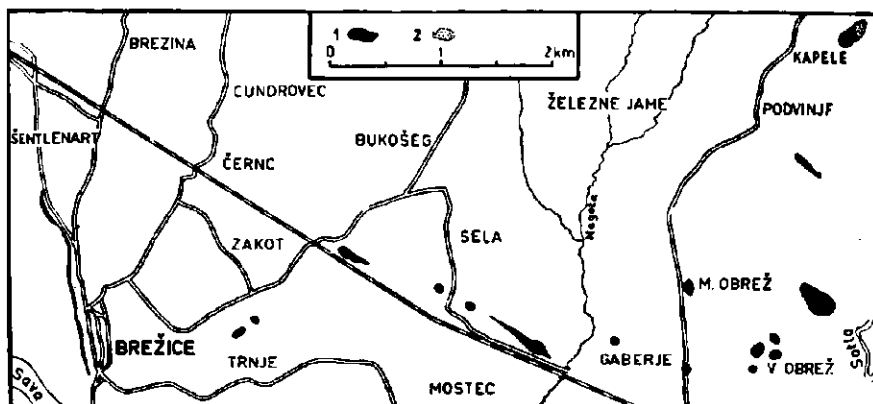 1 2
0 1 2km
BREZINA
KAPELE
CUNDROVEC
ŽELEZNE JAME
PODVINJE
ŠENTLENART
BUKOŠEG
ČERNC
Negota
ZAKOT
SELA
M. OBREŽ
BREŽICE
TRNJE
GABERJE
V OBREŽ
Sotla
Sava
MOSTEC